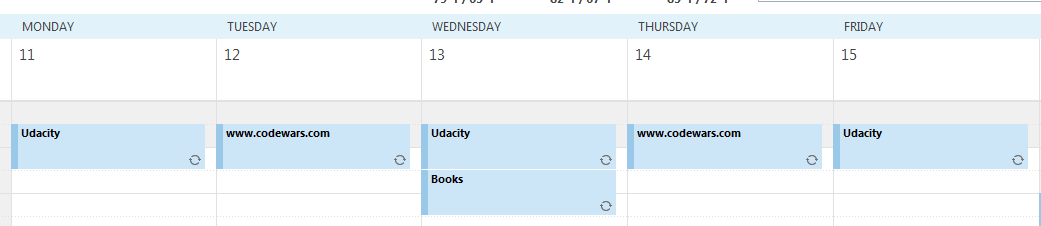 MONDAY TUESDAY WEDNESDAY THURSDAY FRIDAY
11 12 13 14 15
Udacity www.codewars.com Udacity www.codewars.com Udacity
Books